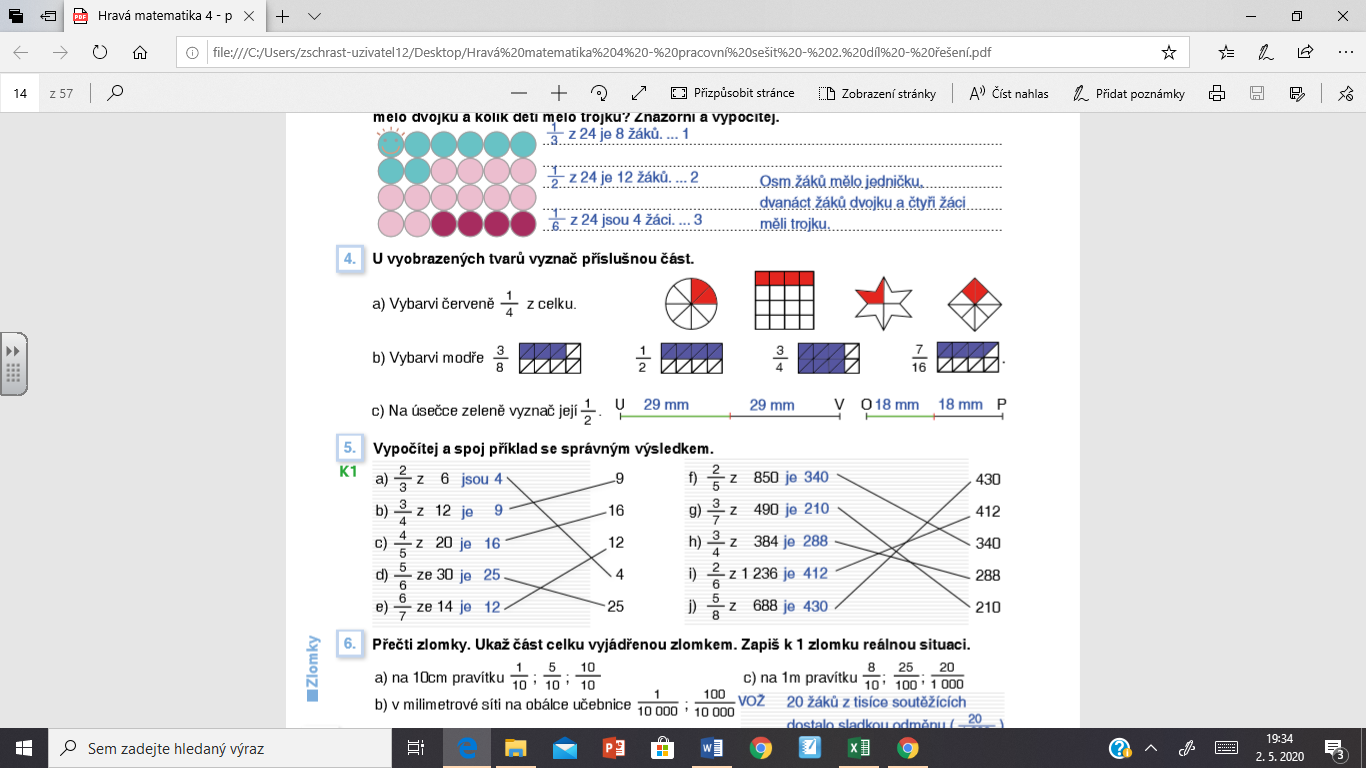 Hravá matematika 4 - p
file:///C:/Users/zschrast-uzivatel12/Desktop/Hravá%20matematika%204%20-%20pracovní%20sešit%20-%202.%20díl%20-%20řešení.pdf
14 z 57 Přizpůsobit stránce Zobrazení stránky Číst nahlas Přidat poznámky
mělo dvojku a kolik dětí mělo trojku? Znázorni a vypočítej.
1/3 z 24 je 8 žáků. ... 1
1/2 z 24 je 12 žáků. ... 2
1/6 z 24 jsou 4 žáci. ... 3
Osm žáků mělo jedničku,
dvanáct žáků dvojku a čtyři žáci
měli trojku.
4. U vyobrazených tvarů vyznač příslušnou část.
a) Vybarvi červeně 1/4 z celku.
b) Vybarvi modře 3/8 1/2 3/4 7/16 .
c) Na úsečce zeleně vyznač její 1/2 . U 29 mm 29 mm V O 18 mm 18 mm P
5. Vypočítej a spoj příklad se správným výsledkem.
K1
a) 2/3 z 6 jsou 4 9
b) 3/4 z 12 je 9 16
c) 4/5 z 20 je 16 12
d) 5/6 ze 30 je 25 4
e) 6/7 ze 14 je 12 25
f) 2/5 z 850 je 340 430
g) 3/7 z 490 je 210 412
h) 3/4 z 384 je 288 340
i) 2/6 z 1 236 je 412 288
j) 5/8 z 688 je 430 210
Zlomky
6. Přečti zlomky. Ukaž část celku vyjádřenou zlomkem. Zapiš k 1 zlomku reálnou situaci.
a) na 10cm pravítku 1/10 ; 5/10 ; 10/10
c) na 1m pravítku 8/10 ; 25/100 ; 20/1 000
b) v milimetrové síti na obálce učebnice 1/10 000 ; 100/10 000
VOŽ 20 žáků z tisíce soutěžících
dostalo sladkou odměnu ( 20 )
Sem zadejte hledaný výraz
19:34
2. 5. 2020
3